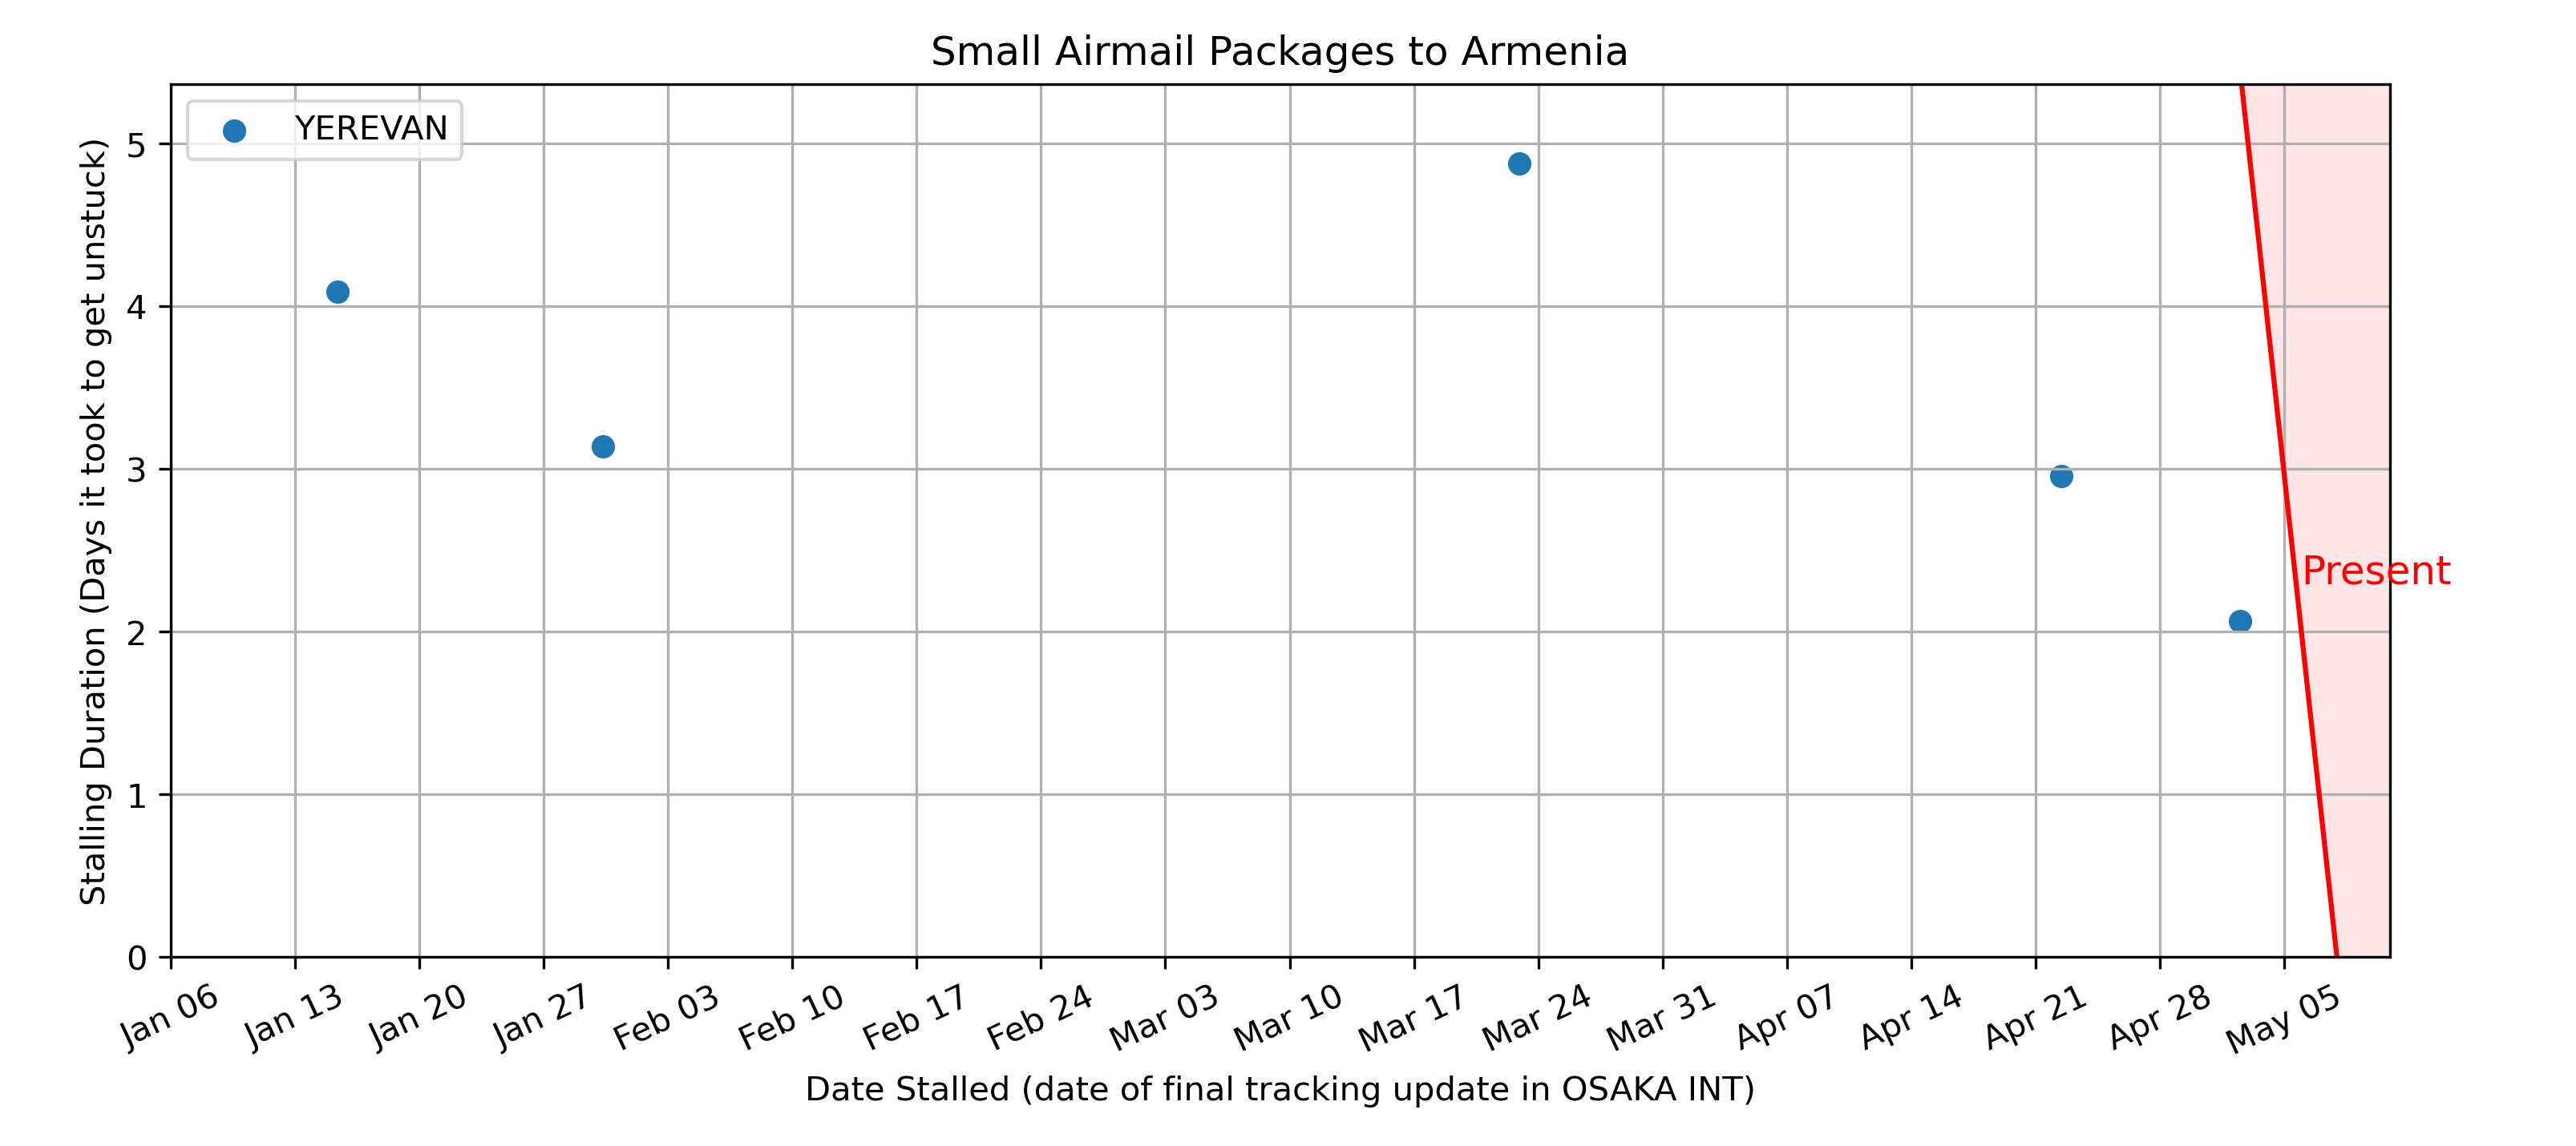 Small Airmail Packages to Armenia
YEREVAN
Stalling Duration (Days it took to get unstuck)
5
4
3
2
1
0
Present
Jan 06
Jan 13
Jan 20
Jan 27
Feb 03
Feb 10
Feb 17
Feb 24
Mar 03
Mar 10
Mar 17
Mar 24
Mar 31
Apr 07
Apr 14
Apr 21
Apr 28
May 05
Date Stalled (date of final tracking update in OSAKA INT)